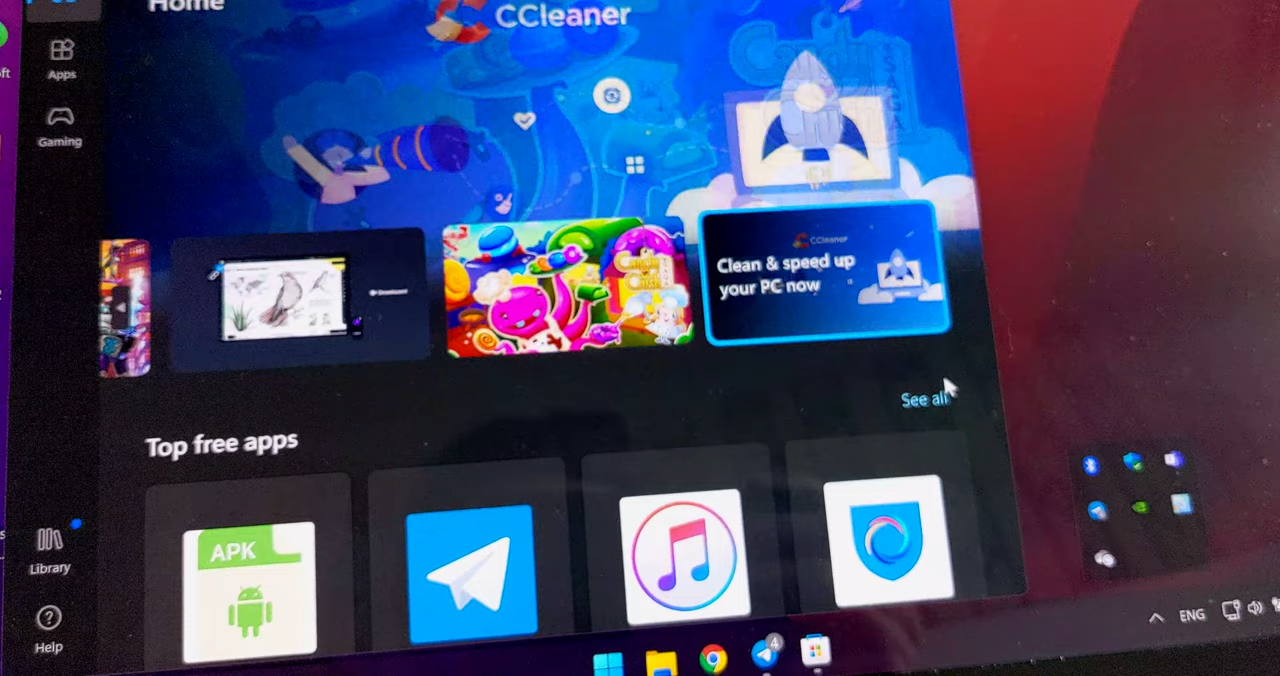 Home
CCleaner
Apps
Gaming
CCleaner
Clean & speed up
your PC now
See all
Top free apps
APK
Library
Help
4
ENG